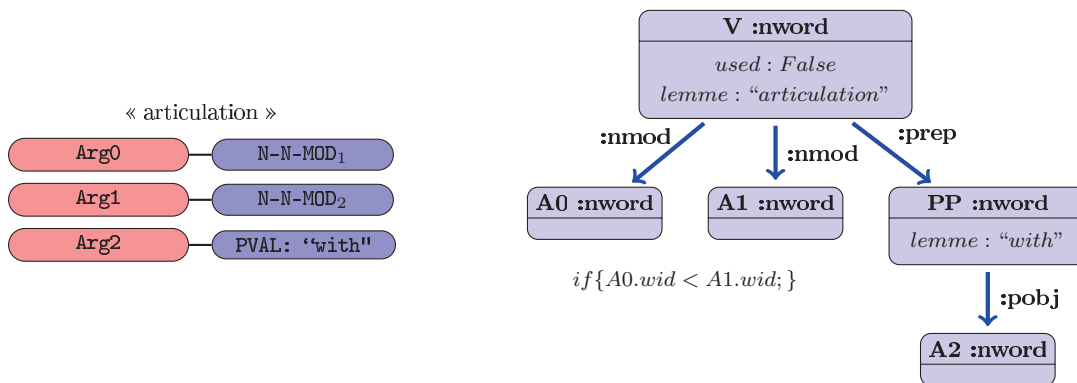 « articulation »
Arg0 N-N-MOD₁
Arg1 N-N-MOD₂
Arg2 PVAL: “with"
V :nword
used : False
lemme : “articulation”
:nmod
:nmod
:prep
A0 :nword
A1 :nword
PP :nword
lemme : “with”
if{A0.wid < A1.wid; }
:pobj
A2 :nword